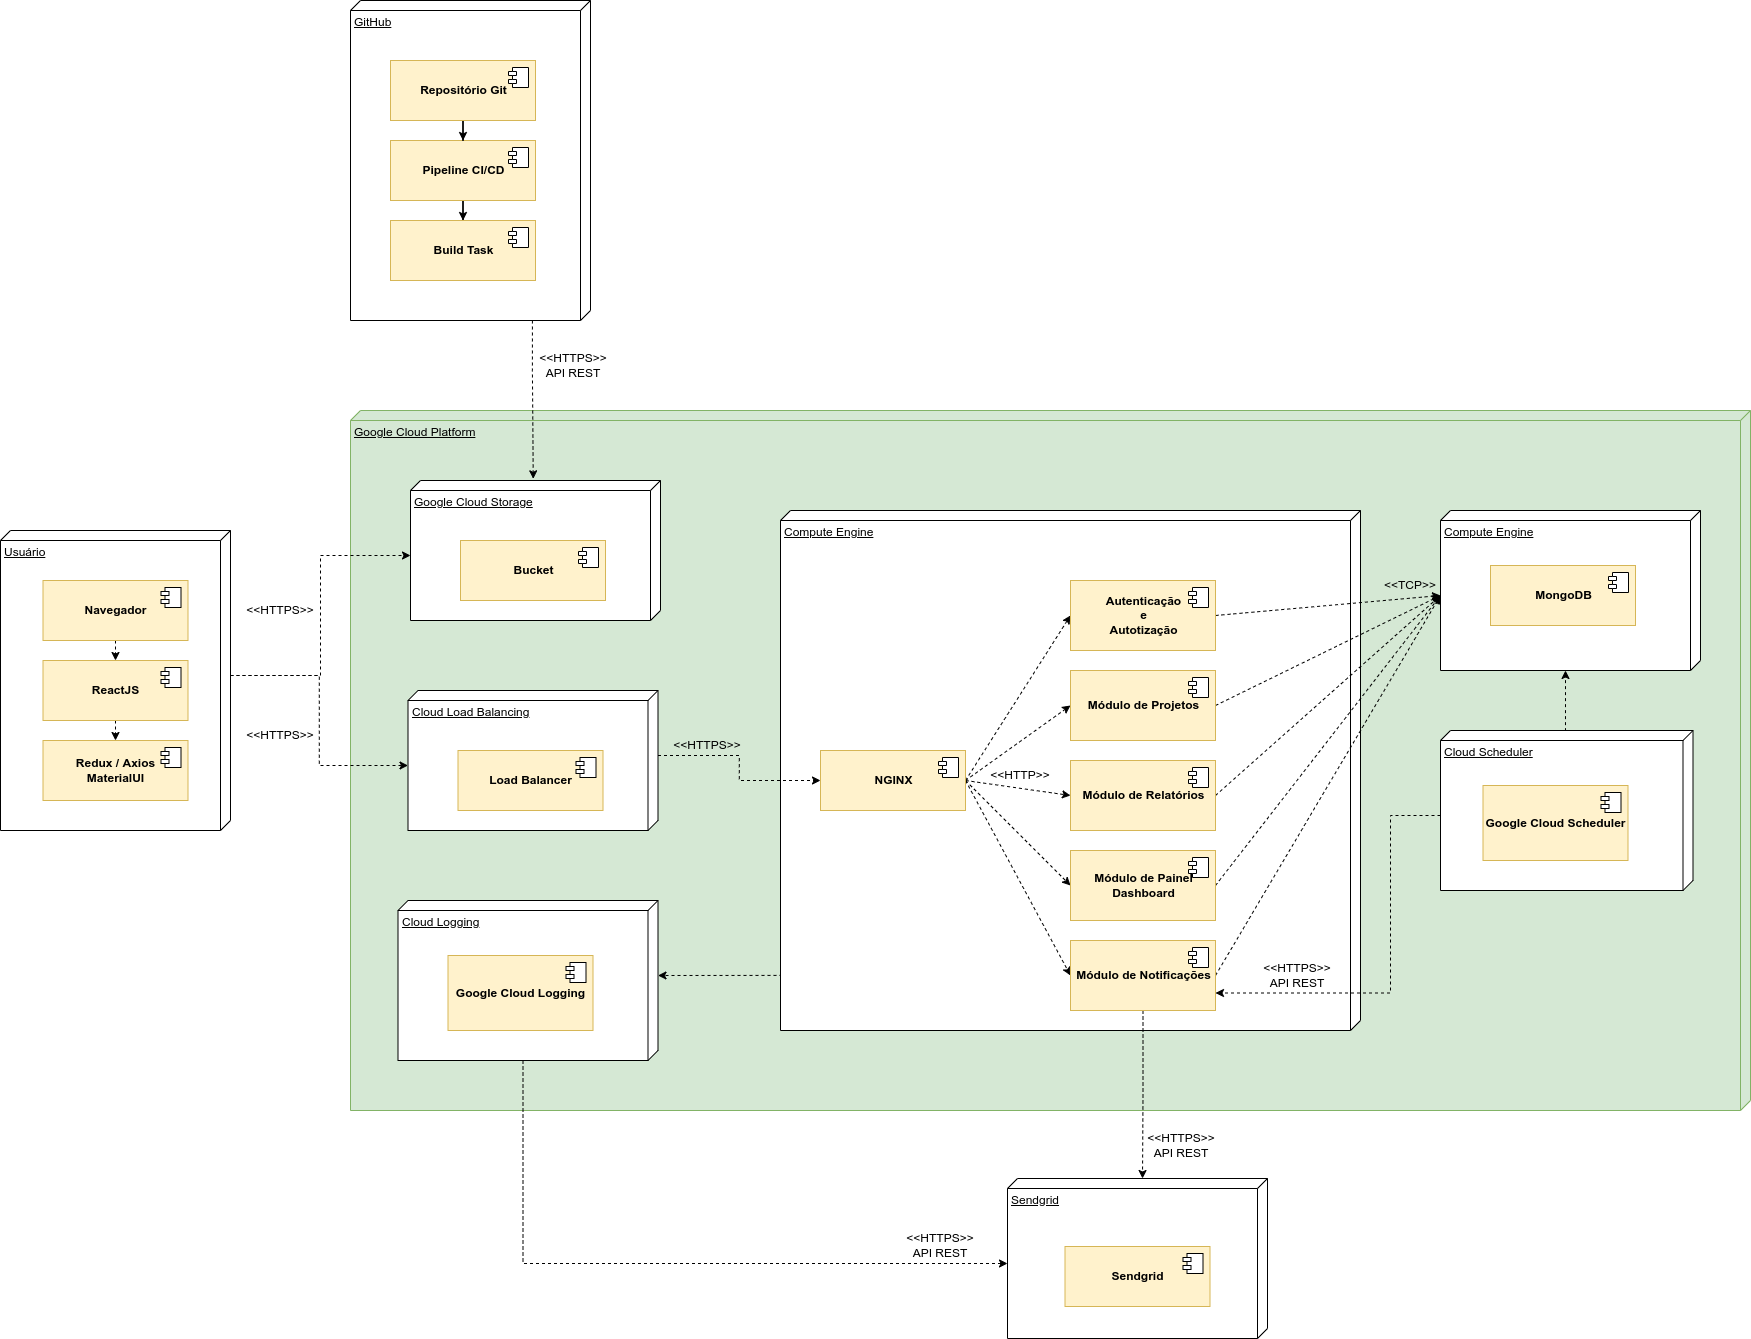 GitHub
Repositório Git
Pipeline CI/CD
Build Task
<<HTTPS>>
API REST
Google Cloud Platform
Google Cloud Storage
Bucket
Usuário
Navegador
ReactJS
Redux / Axios
MaterialUI
<<HTTPS>>
<<HTTPS>>
Cloud Load Balancing
Load Balancer
<<HTTPS>>
Cloud Logging
Google Cloud Logging
Compute Engine
NGINX
<<HTTP>>
Autenticação
e
Autotização
Módulo de Projetos
Módulo de Relatórios
Módulo de Painel
Dashboard
Módulo de Notificações
<<TCP>>
Compute Engine
MongoDB
Cloud Scheduler
Google Cloud Scheduler
<<HTTPS>>
API REST
<<HTTPS>>
API REST
<<HTTPS>>
API REST
Sendgrid
Sendgrid